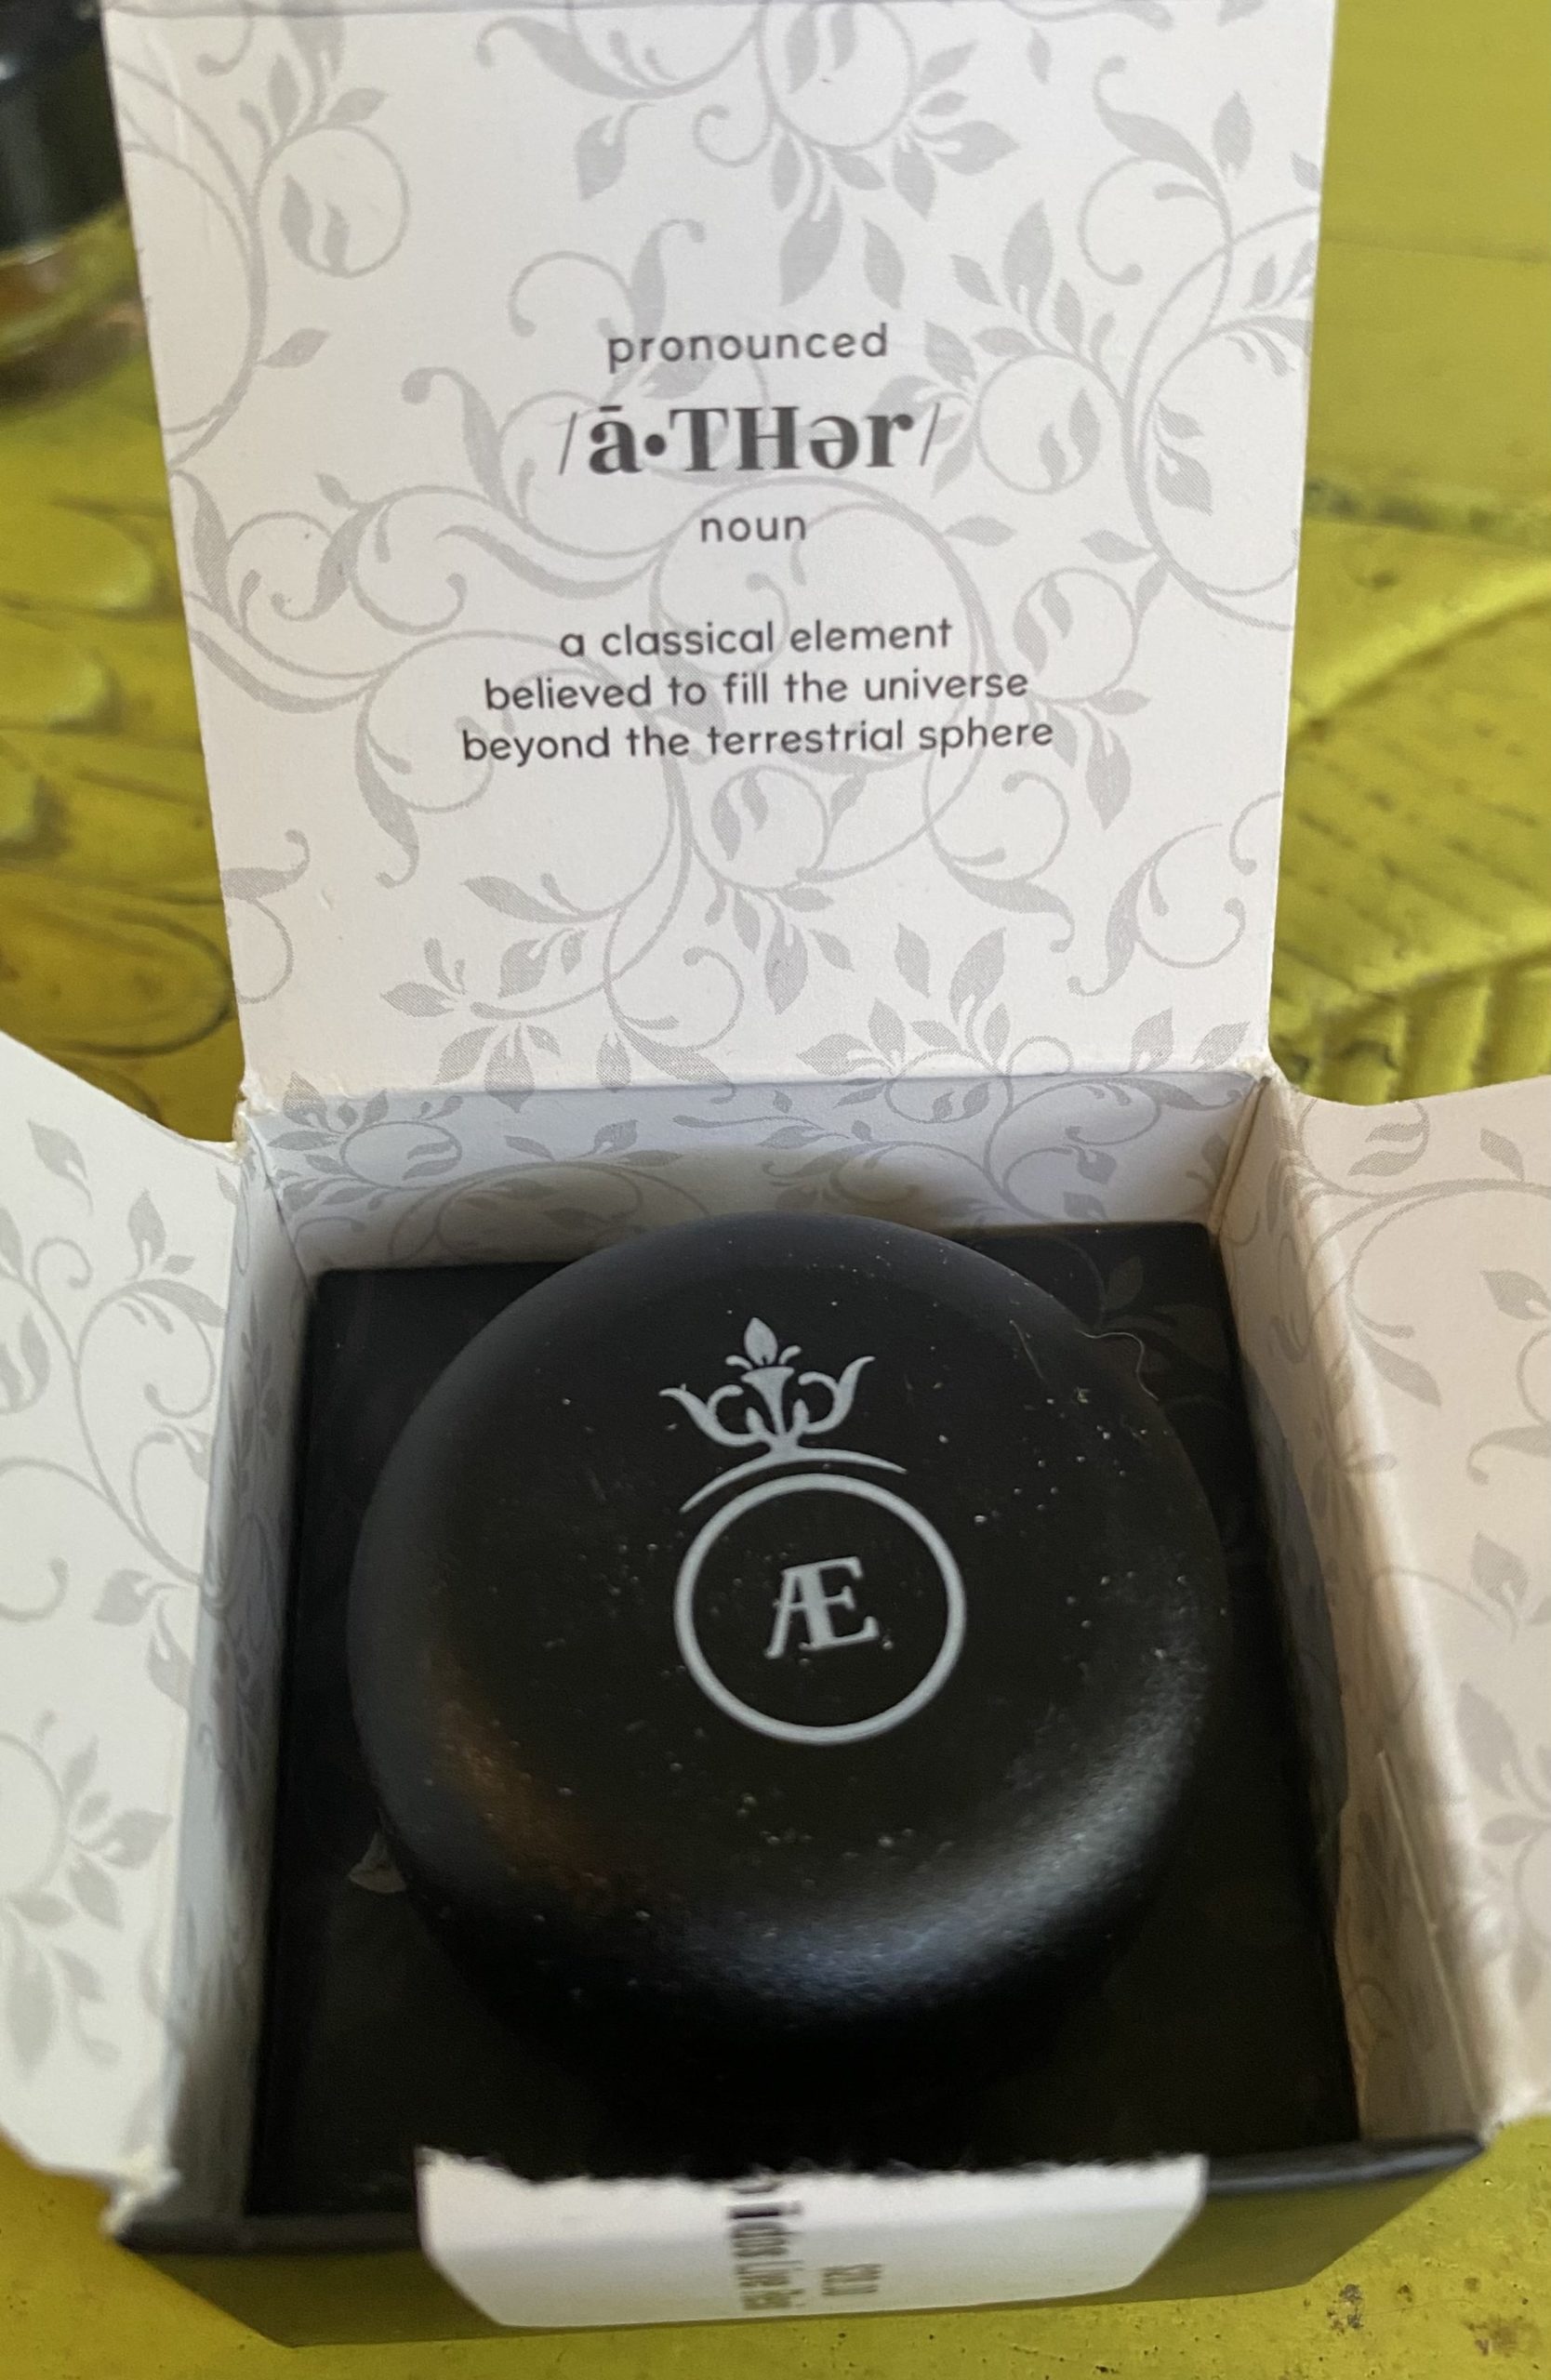 pronounced
/ā•THər/
noun
a classical element
believed to fill the universe
beyond the terrestrial sphere
Æ